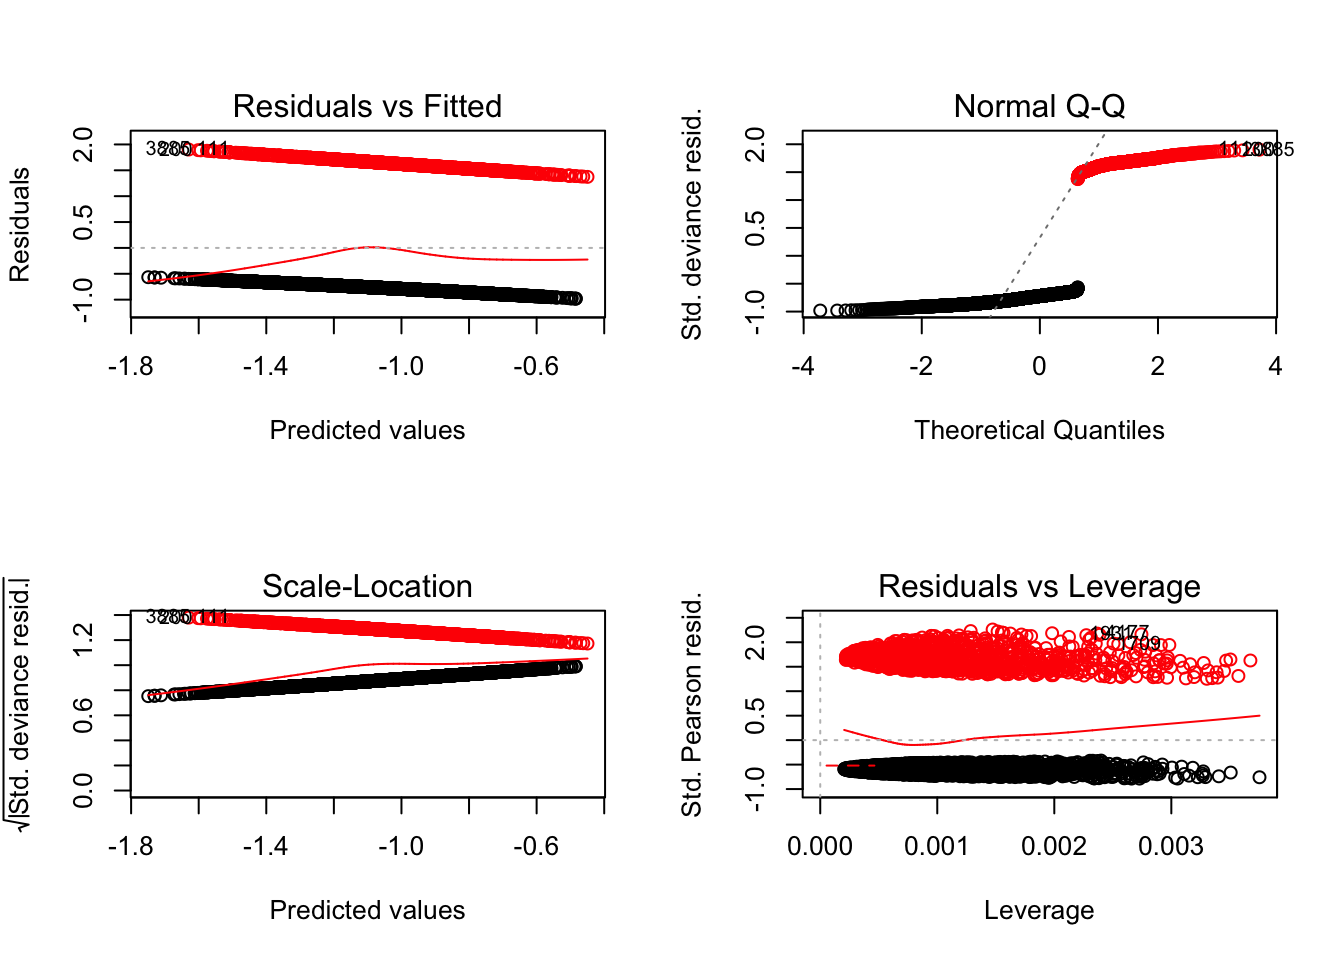 Residuals vs Fitted
Residuals
2.0
0.5
-1.0
111
-1.8
-1.4
-1.0
-0.6
Predicted values
Normal Q-Q
Std. deviance resid.
2.0
0.5
-1.0
-4
-2
0
2
4
Theoretical Quantiles
Scale-Location
√|Std. deviance resid.|
1.2
0.6
0.0
111
-1.8
-1.4
-1.0
-0.6
Predicted values
Residuals vs Leverage
Std. Pearson resid.
2.0
0.5
-1.0
1709
0.000
0.001
0.002
0.003
Leverage